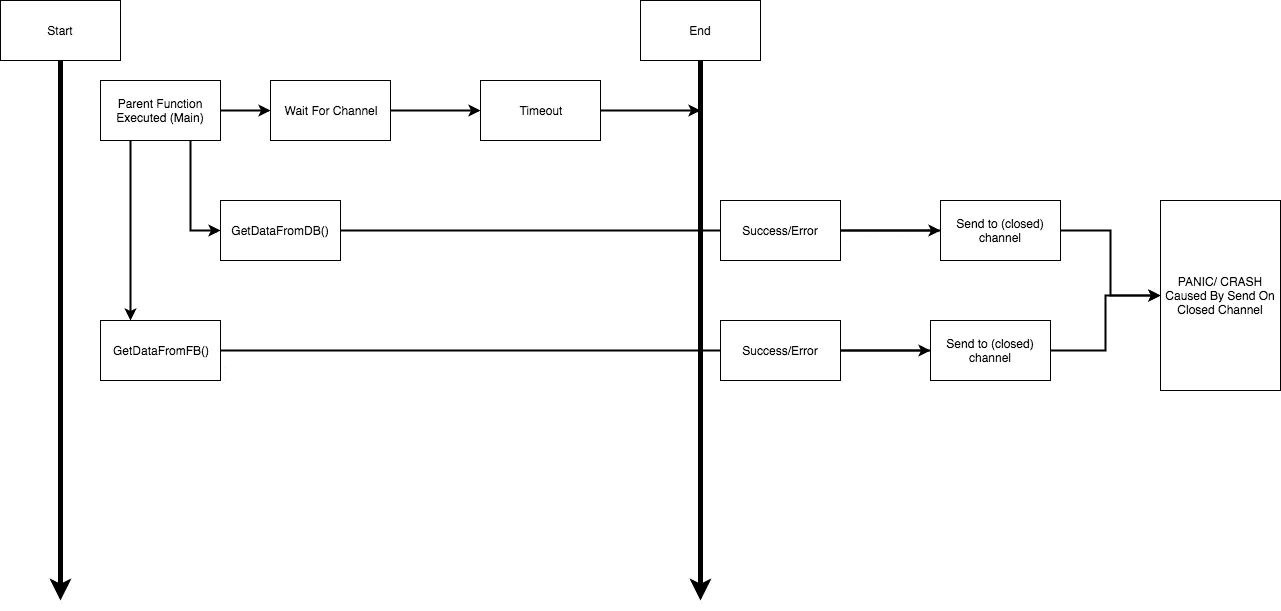 Start
End
Parent Function
Executed (Main)
Wait For Channel
Timeout
GetDataFromDB()
Success/Error
Send to (closed)
channel
PANIC/ CRASH
Caused By Send On
Closed Channel
GetDataFromFB()
Success/Error
Send to (closed)
channel